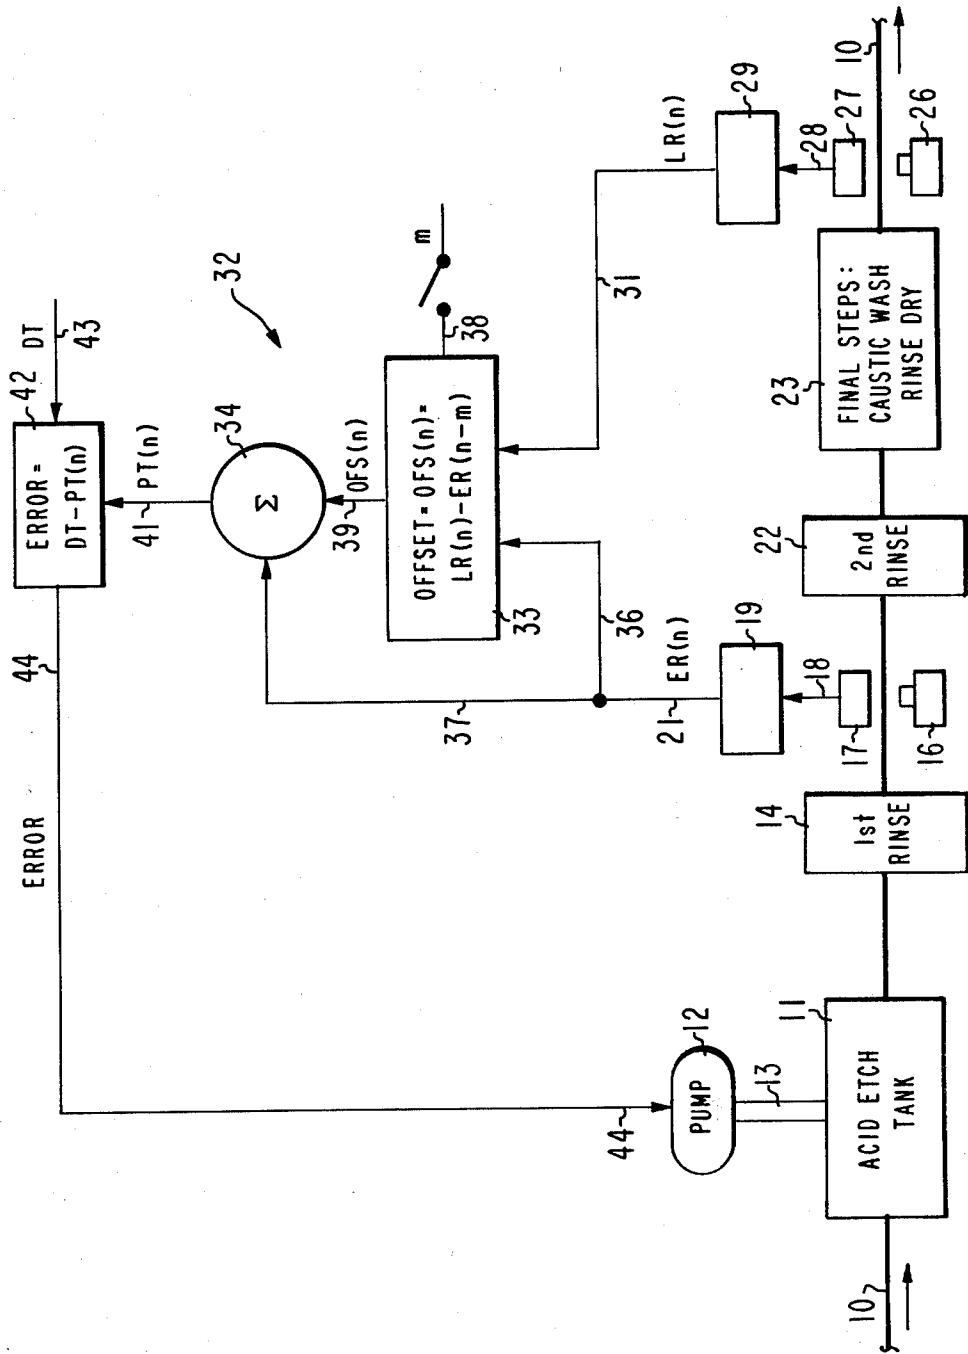 ERROR
44
ERROR =
DT-PT(n)
42
DT
43
41
PT(n)
34
Σ
32
39
OFS(n)
OFFSET = OFS(n) =
LR(n)-ER(n-m)
33
38
m
37
36
31
21
ER(n)
LR(n)
19
29
18
28
17
27
16
26
44
PUMP
12
13
10
ACID ETCH
TANK
11
14
1st
RINSE
22
2nd
RINSE
23
FINAL STEPS:
CAUSTIC WASH
RINSE DRY
10